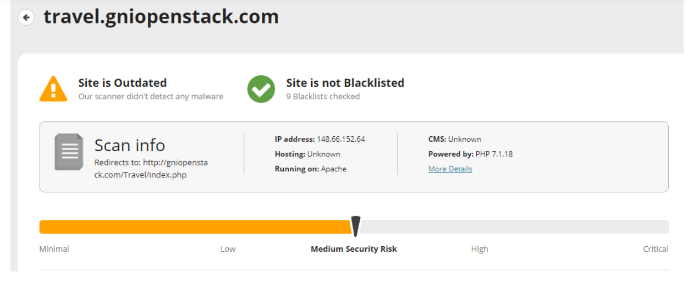 travel.gniopenstack.com
Site is Outdated
Our scanner didn't detect any malware
Site is not Blacklisted
9 Blacklists checked
Scan info
Redirects to: http://gniopensta
ck.com/Travel/index.php
IP address: 148.66.152.64
Hosting: Unknown
Running on: Apache
CMS: Unknown
Powered by: PHP 7.1.18
More Details
Minimal Low Medium Security Risk High Critical